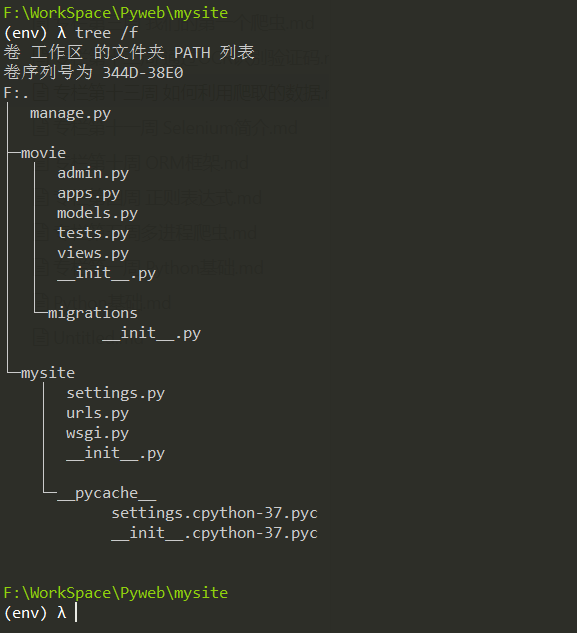 F:\WorkSpace\Pyweb\mysite
(env) λ tree /f
卷 工作区 的文件夹 PATH 列表
卷序列号为 344D-38E0
F:.
│  manage.py
│
├─movie
│  │  admin.py
│  │  apps.py
│  │  models.py
│  │  tests.py
│  │  views.py
│  │  __init__.py
│  │
│  └─migrations
│          __init__.py
│
└─mysite
    │  settings.py
    │  urls.py
    │  wsgi.py
    │  __init__.py
    │
    └─__pycache__
            settings.cpython-37.pyc
            __init__.cpython-37.pyc
F:\WorkSpace\Pyweb\mysite
(env) λ